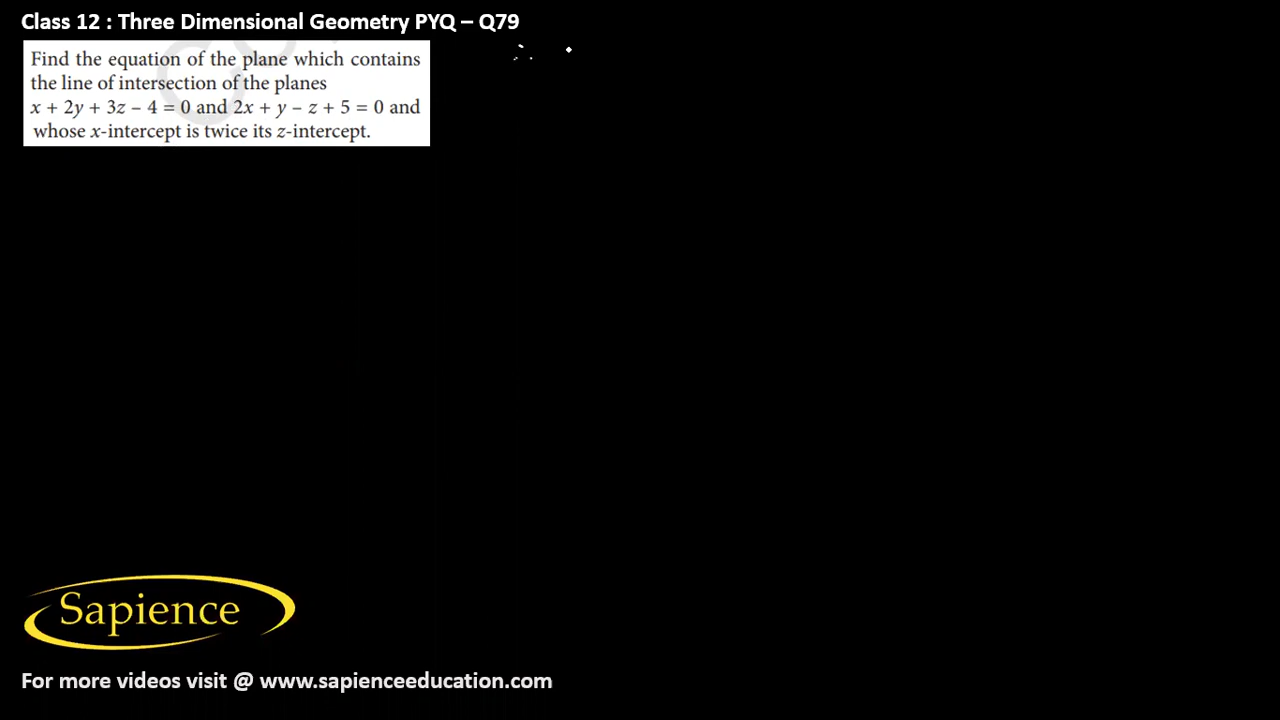 Class 12 : Three Dimensional Geometry PYQ – Q79
Find the equation of the plane which contains
the line of intersection of the planes
x + 2y + 3z – 4 = 0 and 2x + y – z + 5 = 0 and
whose x-intercept is twice its z-intercept.
Sapience
For more videos visit @ www.sapienceeducation.com